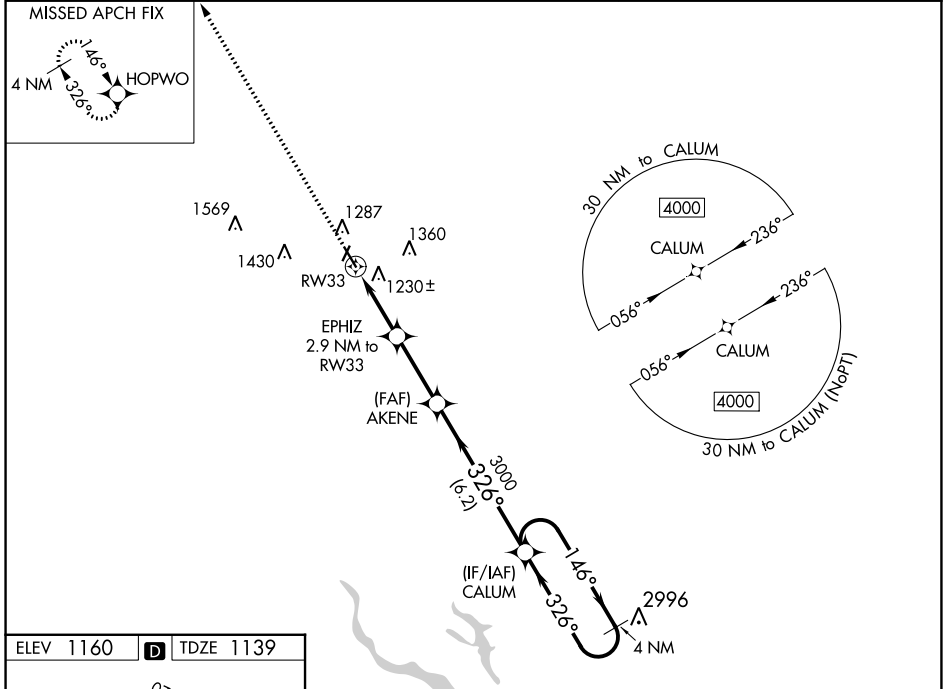 MISSED APCH FIX
146°
4 NM
HOPWO
326°
30 NM to CALUM
4000
CALUM
236°
056°
1569
1287
1430
1360
RW33
1230±
236°
056°
CALUM
4000
30 NM to CALUM (NoPT)
EPHIZ
2.9 NM to
RW33
(FAF)
AKENE
3000
326°
(6.2)
(IF/IAF)
CALUM
146°
326°
2996
4 NM
ELEV 1160
D
TDZE 1139